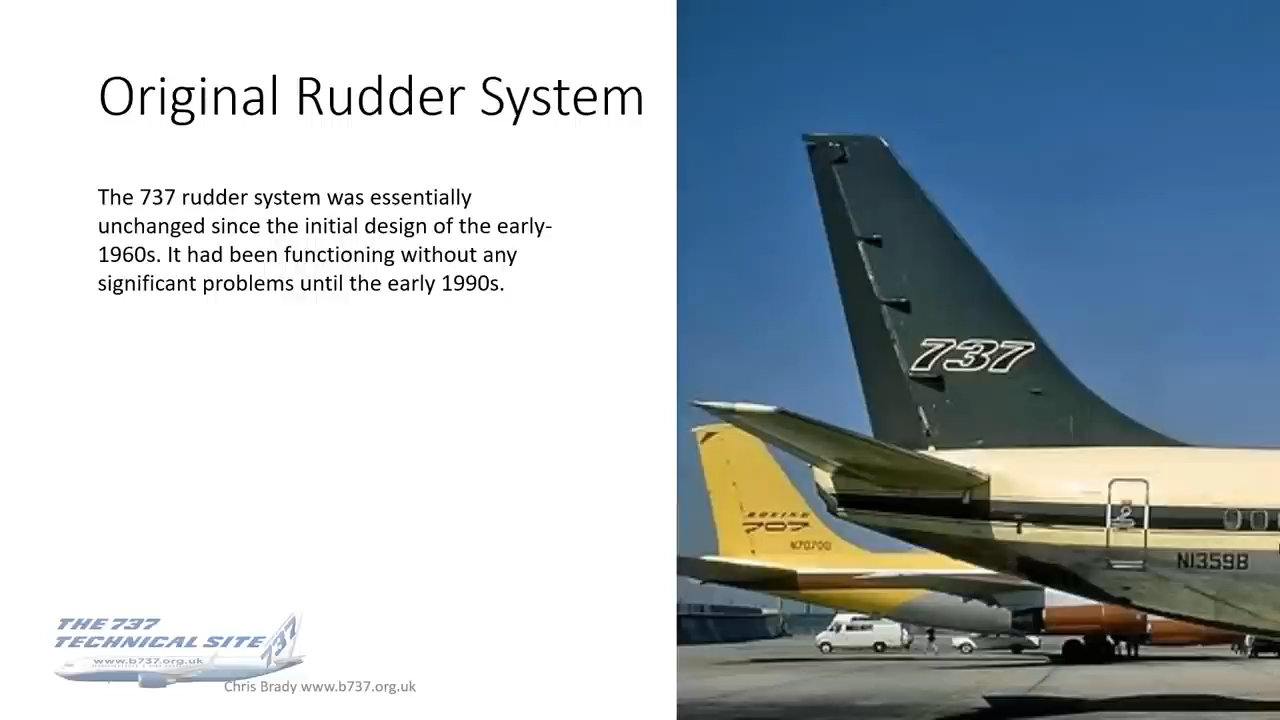 Original Rudder System
The 737 rudder system was essentially
unchanged since the initial design of the early-
1960s. It had been functioning without any
significant problems until the early 1990s.
737
BOEING
707
N70700
N1359B
THE 737
TECHNICAL SITE
737
www.b737.org.uk
Chris Brady www.b737.org.uk